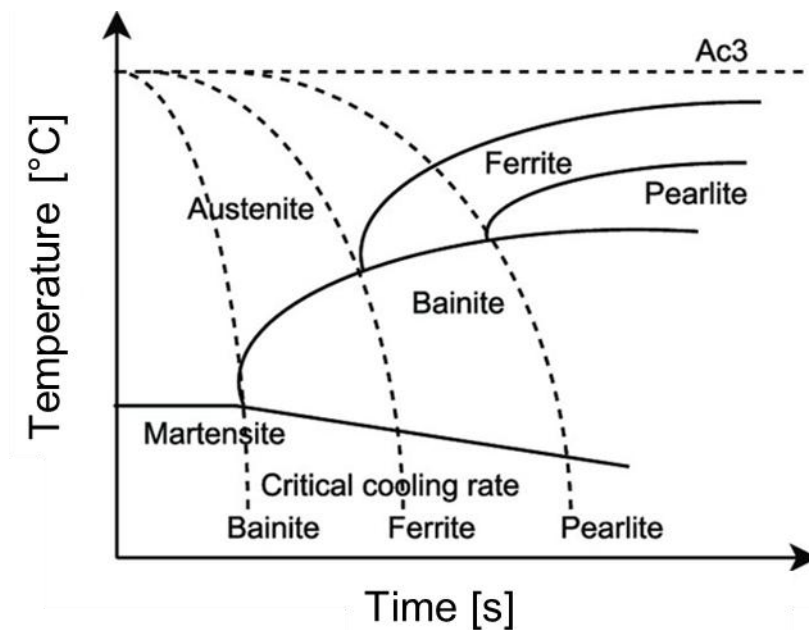 Ac3
Ferrite
Pearlite
Austenite
Bainite
Martensite
Critical cooling rate
Bainite Ferrite Pearlite
Temperature [°C]
Time [s]